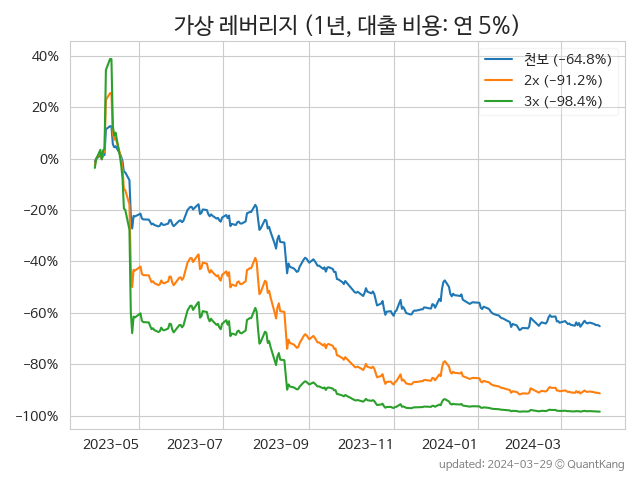 가상 레버리지 (1년, 대출 비용: 연 5%)
천보 (−64.8%)
2x (−91.2%)
3x (−98.4%)
40%
20%
0%
−20%
−40%
−60%
−80%
−100%
2023-05 2023-07 2023-09 2023-11 2024-01 2024-03
updated: 2024-03-29 © QuantKang